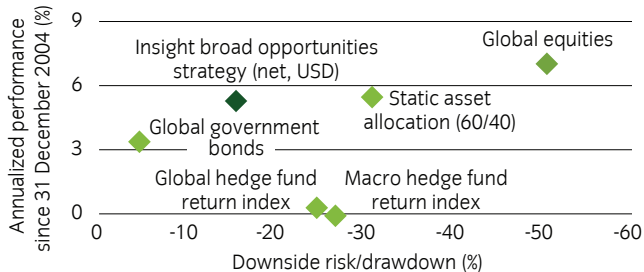 Annualized performance
since 31 December 2004 (%)
9
6
3
0
Insight broad opportunities
strategy (net, USD)
Global equities
Static asset
allocation (60/40)
Global government
bonds
Global hedge fund
return index
Macro hedge fund
return index
0 -10 -20 -30 -40 -50 -60
Downside risk/drawdown (%)